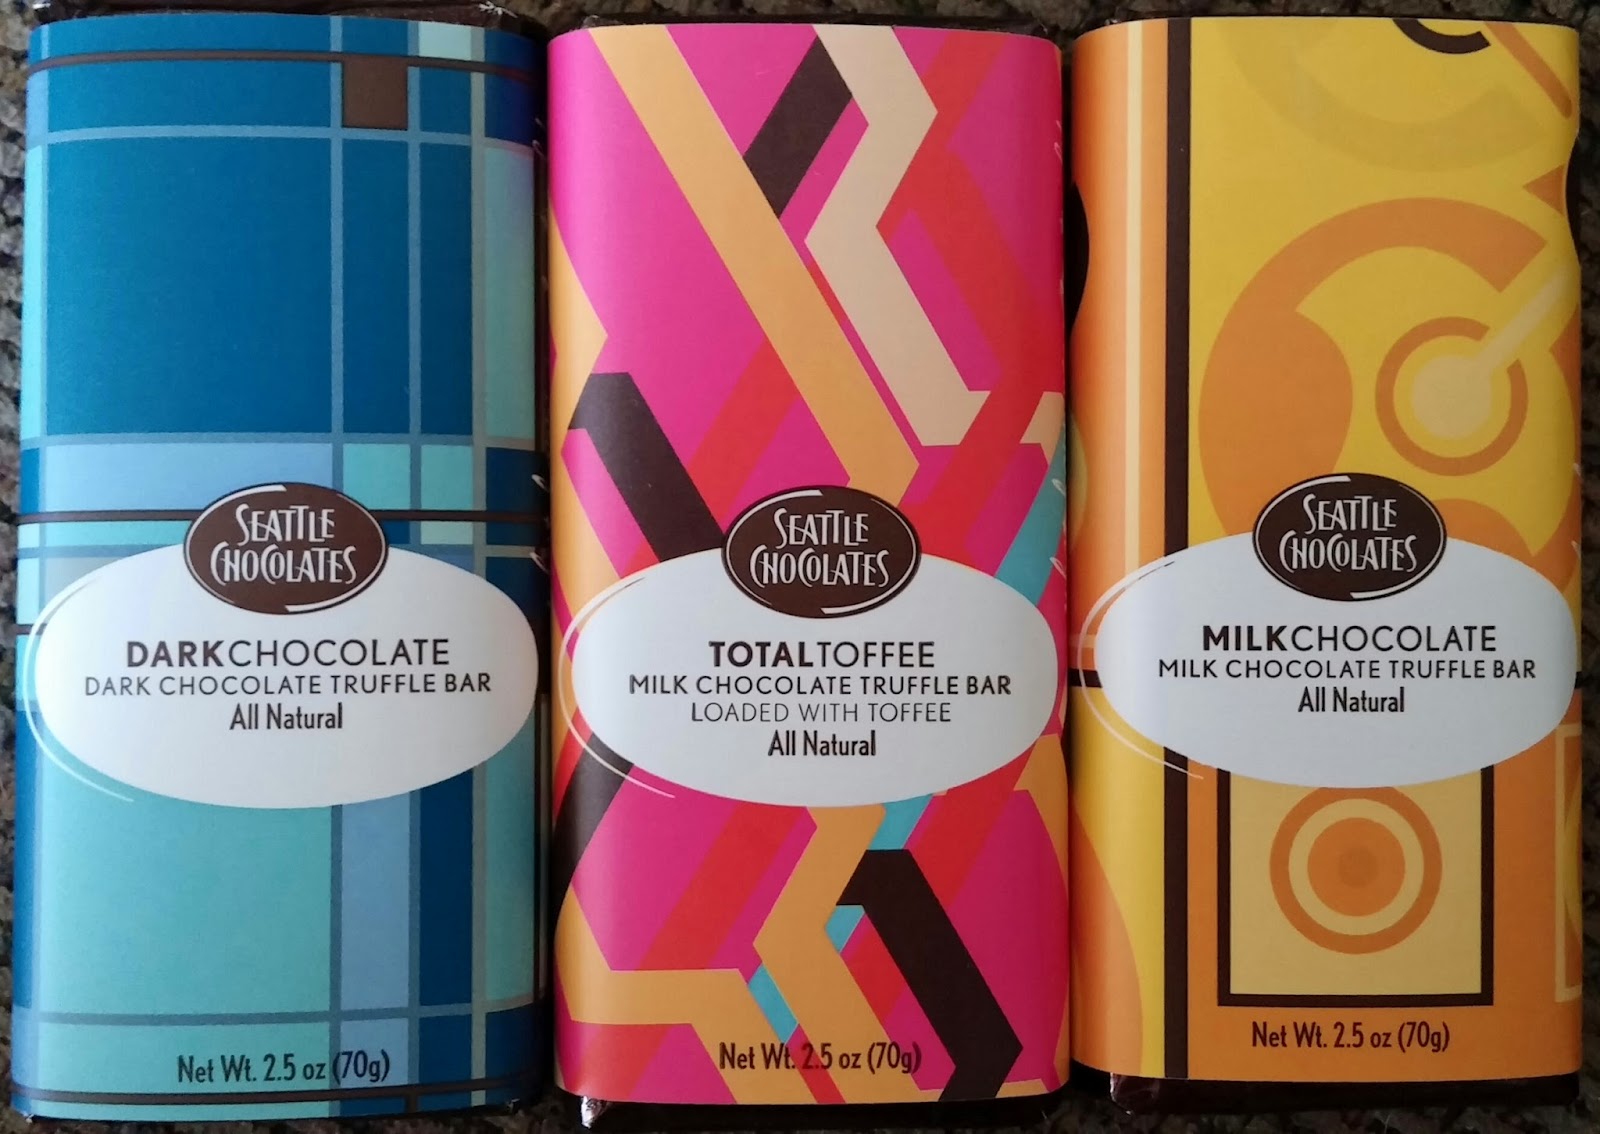 SEATTLE
CHOCOLATES
DARKCHOCOLATE
DARK CHOCOLATE TRUFFLE BAR
All Natural
Net Wt. 2.5 oz (70g)
SEATTLE
CHOCOLATES
TOTALTOFFEE
MILK CHOCOLATE TRUFFLE BAR
LOADED WITH TOFFEE
All Natural
Net Wt. 2.5 oz (70g)
SEATTLE
CHOCOLATES
MILKCHOCOLATE
MILK CHOCOLATE TRUFFLE BAR
All Natural
Net Wt. 2.5 oz (70g)